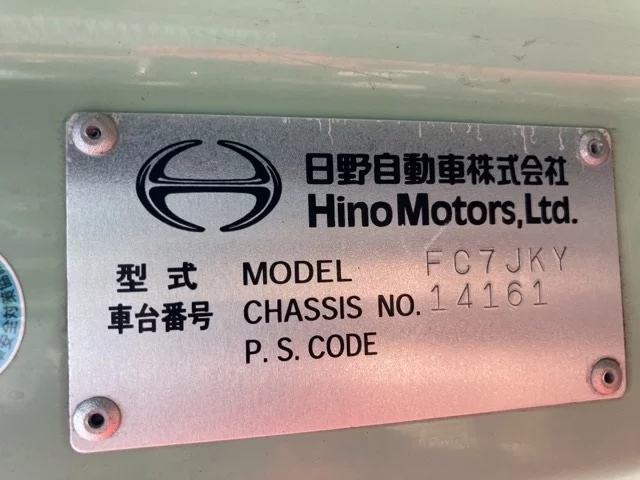 日野自動車株式会社
Hino Motors, Ltd.
型式 MODEL FC7JKY
車台番号 CHASSIS NO. 14161
P.S. CODE